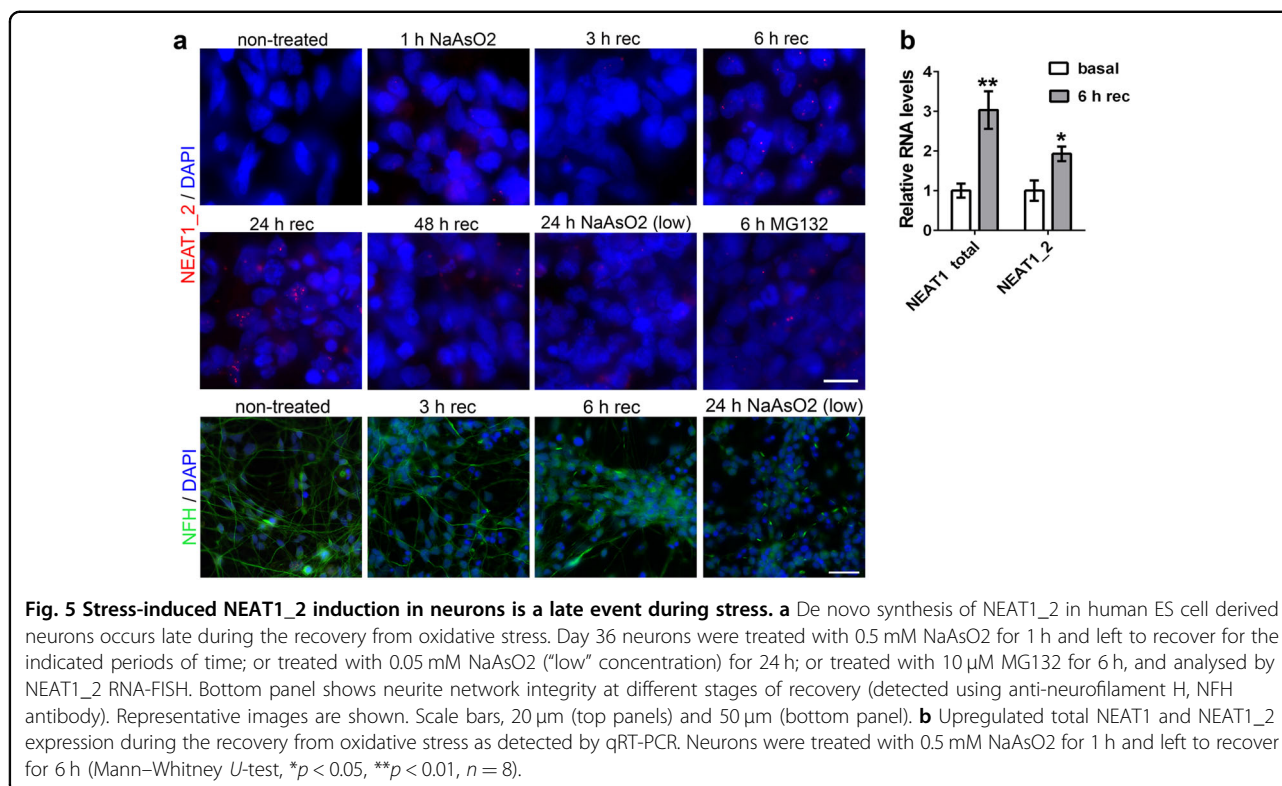 a
non-treated 1 h NaAsO2 3 h rec 6 h rec
NEAT1_2 / DAPI
24 h rec 48 h rec 24 h NaAsO2 (low) 6 h MG132
non-treated 3 h rec 6 h rec 24 h NaAsO2 (low)
NFH / DAPI
b
basal
6 h rec
Relative RNA levels
4
3
2
1
0
**
*
NEAT1 total
NEAT1_2
Fig. 5 Stress-induced NEAT1_2 induction in neurons is a late event during stress. a De novo synthesis of NEAT1_2 in human ES cell derived
neurons occurs late during the recovery from oxidative stress. Day 36 neurons were treated with 0.5 mM NaAsO2 for 1 h and left to recover for the
indicated periods of time; or treated with 0.05 mM NaAsO2 (“low” concentration) for 24 h; or treated with 10 μM MG132 for 6 h, and analysed by
NEAT1_2 RNA-FISH. Bottom panel shows neurite network integrity at different stages of recovery (detected using anti-neurofilament H, NFH
antibody). Representative images are shown. Scale bars, 20 μm (top panels) and 50 μm (bottom panel). b Upregulated total NEAT1 and NEAT1_2
expression during the recovery from oxidative stress as detected by qRT-PCR. Neurons were treated with 0.5 mM NaAsO2 for 1 h and left to recover
for 6 h (Mann–Whitney U-test, *p < 0.05, **p < 0.01, n = 8).